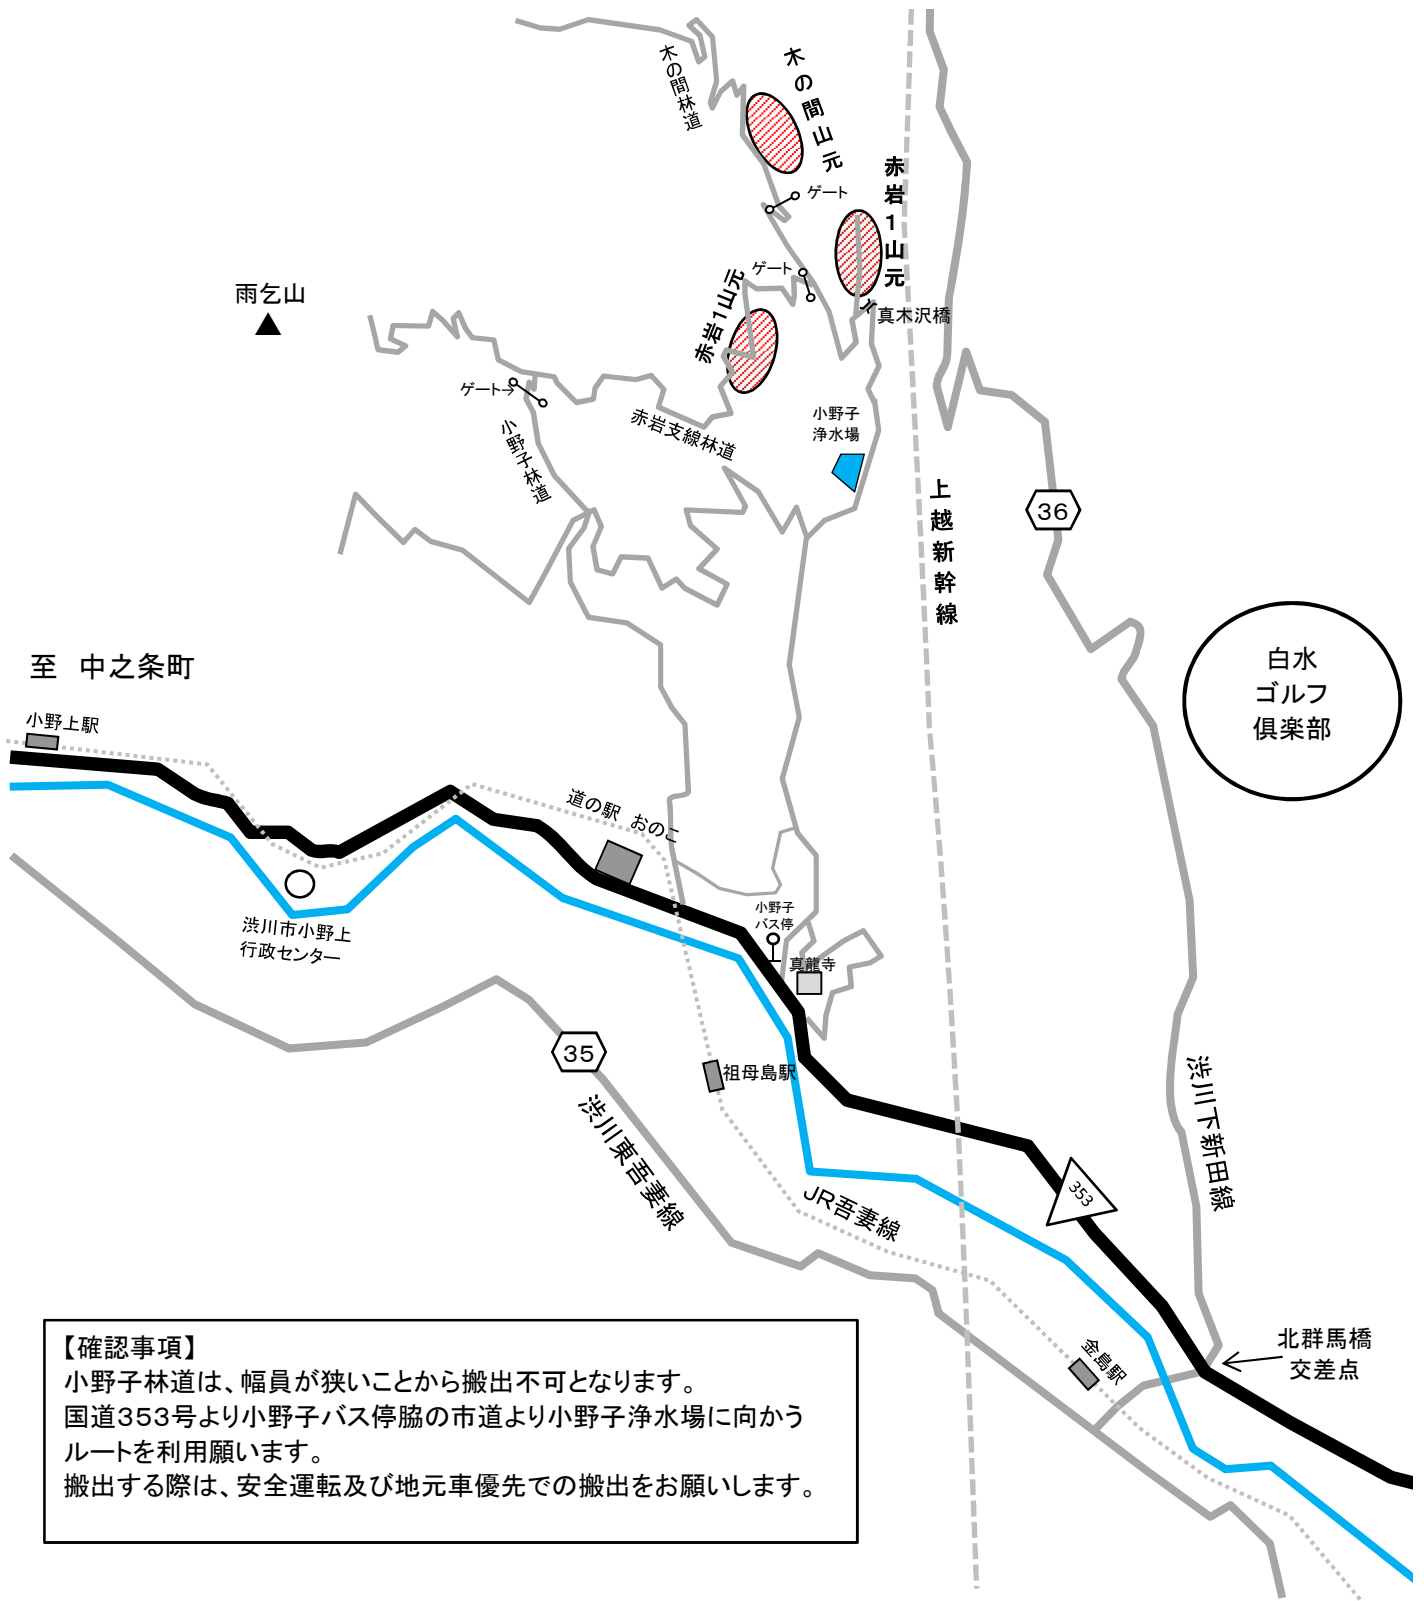 木の間林道
木の間山元
ゲート
赤岩1山元
ゲート
真木沢橋
赤岩1山元
雨乞山
ゲート→
小野子林道
赤岩支線林道
小野子
浄水場
上越新幹線
36
白水
ゴルフ
倶楽部
至 中之条町
小野上駅
道の駅 おのこ
渋川市小野上
行政センター
小野子
バス停
真龍寺
35
祖母島駅
渋川東吾妻線
JR吾妻線
353
渋川下新田線
金島駅
北群馬橋
交差点
【確認事項】
小野子林道は、幅員が狭いことから搬出不可となります。
国道353号より小野子バス停脇の市道より小野子浄水場に向かう
ルートを利用願います。
搬出する際は、安全運転及び地元車優先での搬出をお願いします。